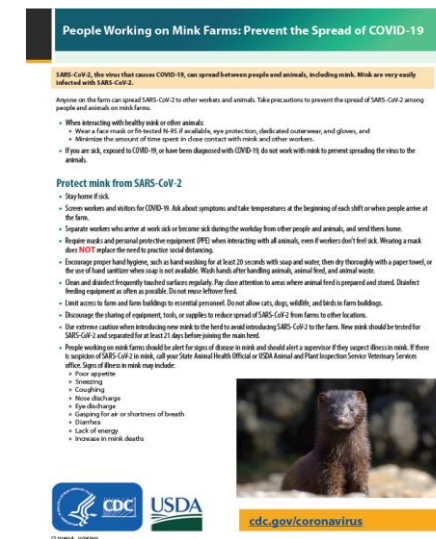 People Working on Mink Farms: Prevent the Spread of COVID-19
SARS-CoV-2, the virus that causes COVID-19, can spread between people and animals, including mink. Mink are very easily
infected with SARS-CoV-2.
Anyone on the farm can spread SARS-CoV-2 to other workers and animals. Take precautions to prevent the spread of SARS-CoV-2 among
people and animals on mink farms.
• When interacting with healthy mink or other animals:
» Wear a face mask or fit-tested N-95 if available, eye protection, dedicated outerwear, and gloves, and
» Minimize the amount of time spent in close contact with mink and other workers.
• If you are sick, exposed to COVID-19, or have been diagnosed with COVID-19, do not work with mink to prevent spreading the virus to the
animals.
Protect mink from SARS-CoV-2
• Stay home if sick.
• Screen workers and visitors for COVID-19. Ask about symptoms and take temperatures at the beginning of each shift or when people arrive at
the farm.
• Separate workers who arrive at work sick or become sick during the workday from other people and animals, and send them home.
• Require masks and personal protective equipment (PPE) when interacting with all animals, even if workers don't feel sick. Wearing a mask
does NOT replace the need to practice social distancing.
• Encourage proper hand hygiene, such as hand washing for at least 20 seconds with soap and water, then dry thoroughly with a paper towel, or
the use of hand sanitizer when soap is not available. Wash hands after handling animals, animal feed, and animal waste.
• Clean and disinfect frequently touched surfaces regularly. Pay close attention to areas where animal feed is prepared and stored. Disinfect
feeding equipment as often as possible. Do not reuse leftover feed.
• Limit access to farm and farm buildings to essential personnel. Do not allow cats, dogs, wildlife, and birds in farm buildings.
• Discourage the sharing of equipment, tools, or supplies to reduce spread of SARS-CoV-2 from farms to other locations.
• Use extreme caution when introducing new mink to the herd to avoid introducing SARS-CoV-2 to the farm. New mink should be tested for
SARS-CoV-2 and separated for at least 21 days before joining the main herd.
• People working on mink farms should be alert for signs of disease in mink and should alert a supervisor if they suspect illness in mink. If there
is suspicion of SARS-CoV-2 in mink, call your State Animal Health Official or USDA Animal and Plant Inspection Service Veterinary Services
office. Signs of illness in mink may include:
» Poor appetite
» Sneezing
» Coughing
» Nose discharge
» Eye discharge
» Gasping for air or shortness of breath
» Diarrhea
» Lack of energy
» Increase in mink deaths
CDC
USDA
cdc.gov/coronavirus